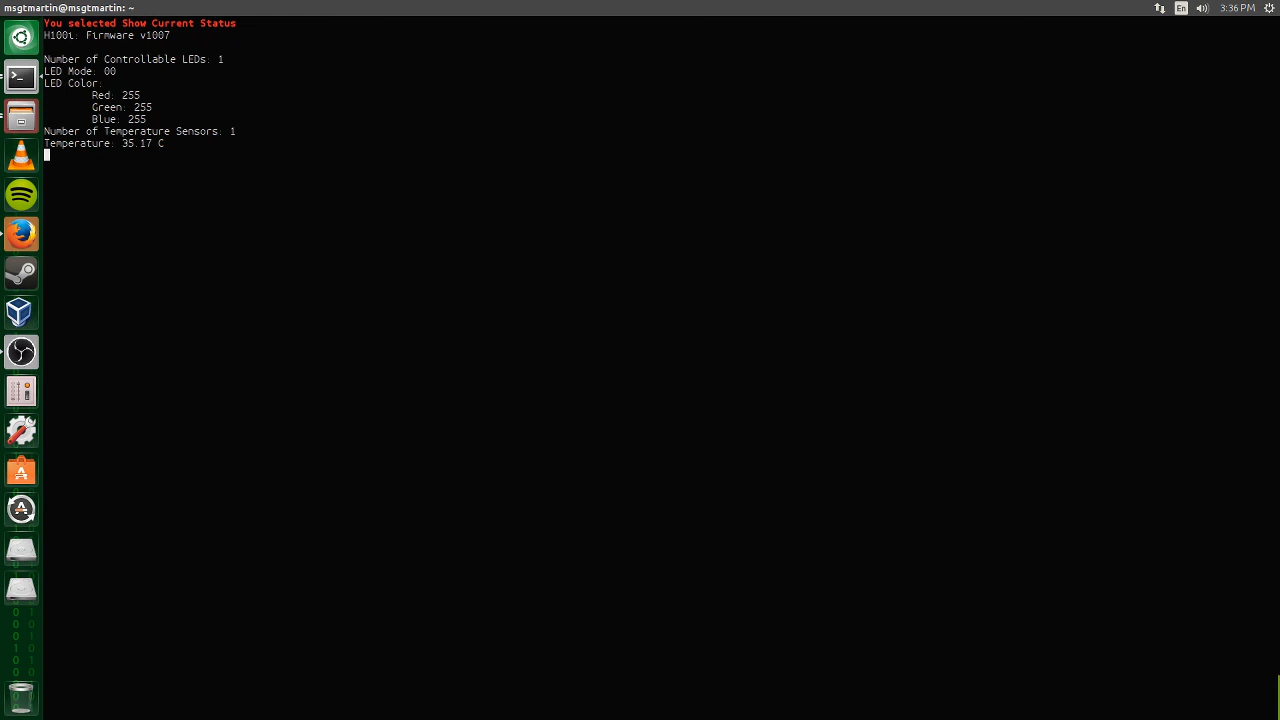 msgtmartin@msgtmartin: ~
En
3:36 PM
You selected Show Current Status
H100i: Firmware v1007
Number of Controllable LEDs: 1
LED Mode: 00
LED Color:
Red: 255
Green: 255
Blue: 255
Number of Temperature Sensors: 1
Temperature: 35.17 C